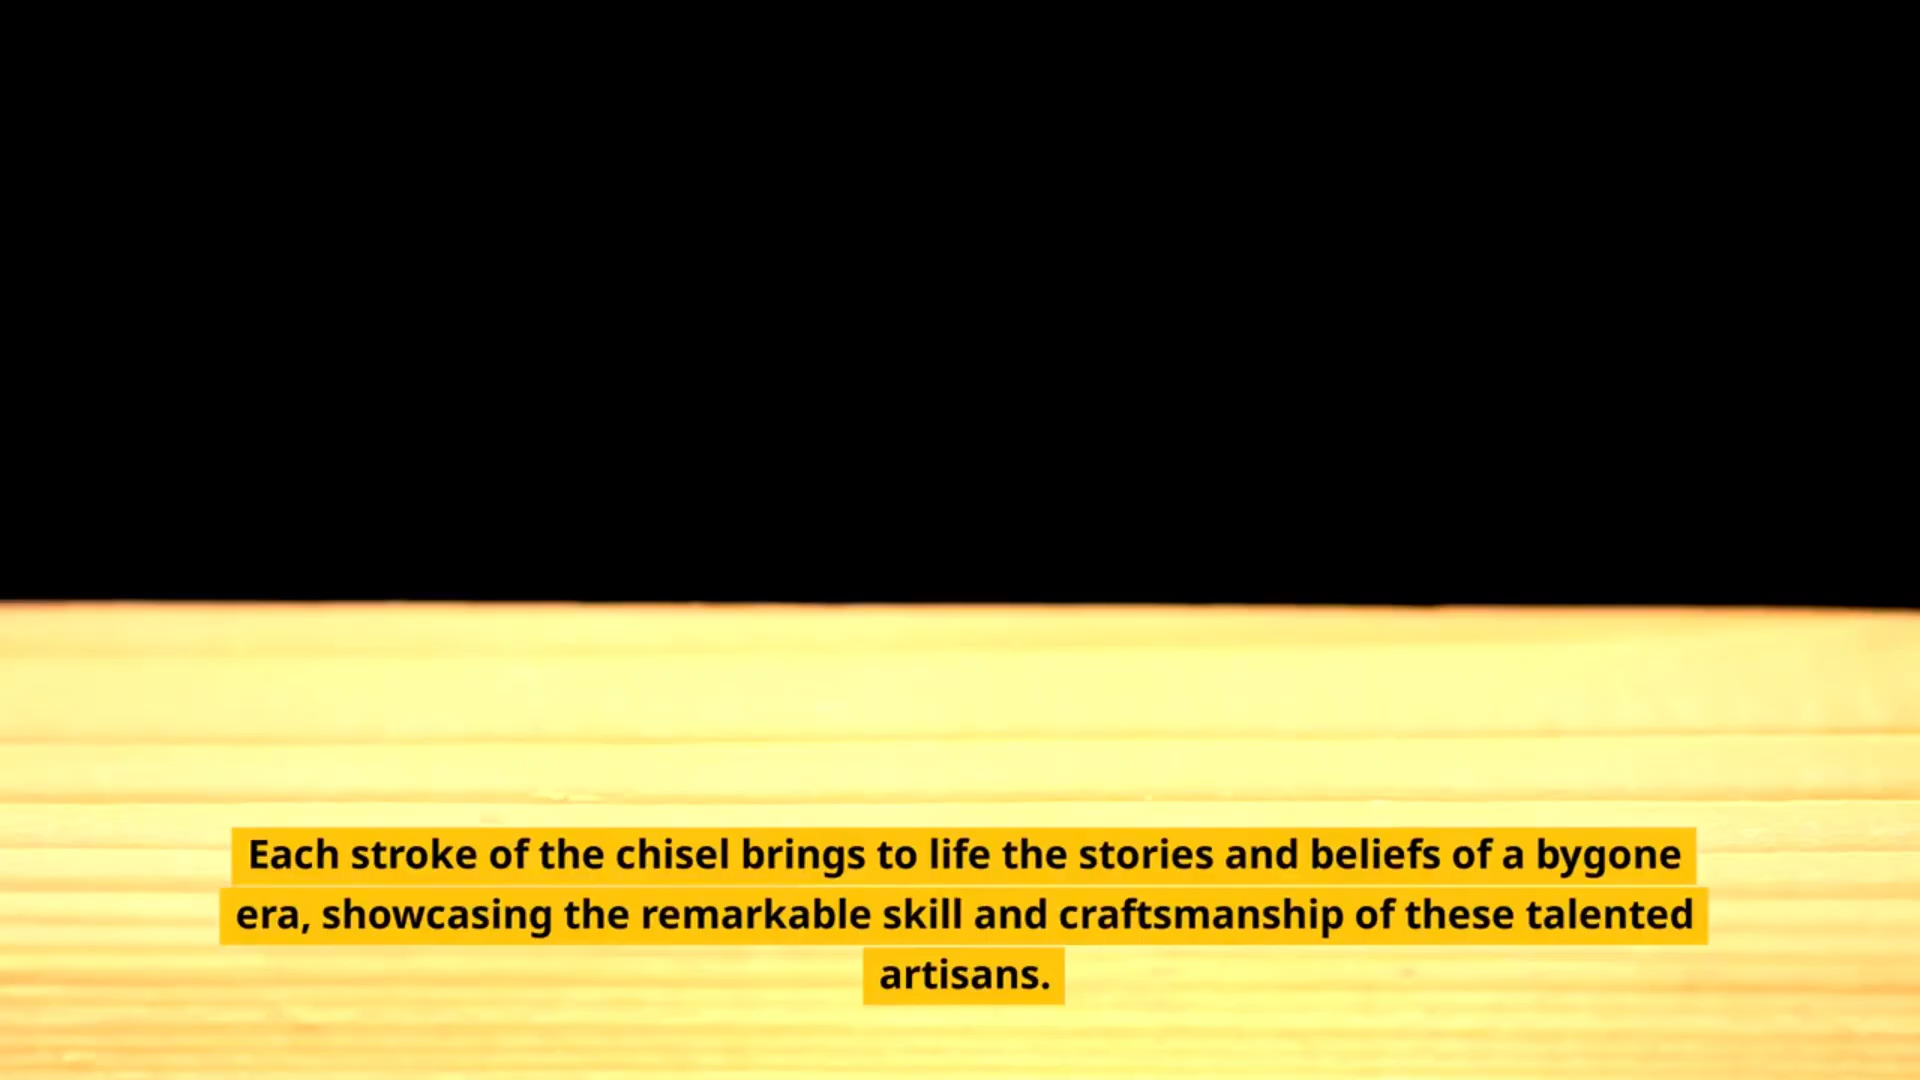 Each stroke of the chisel brings to life the stories and beliefs of a bygone
era, showcasing the remarkable skill and craftsmanship of these talented
artisans.